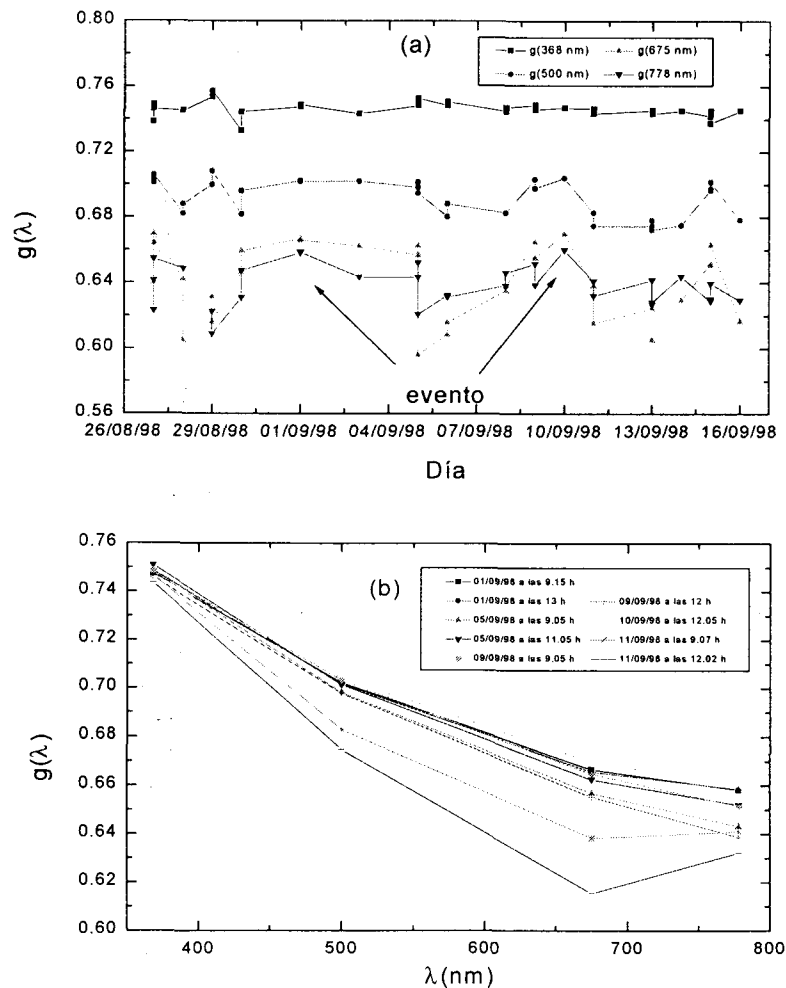 (a)
g(368 nm) g(675 nm)
g(500 nm) g(778 nm)
0.80
0.76
0.72
0.68
0.64
0.60
0.56
g(λ)
evento
26/08/98 29/08/98 01/09/98 04/09/98 07/09/98 10/09/98 13/09/98 16/09/98
Día
(b)
01/09/98 a las 9.15 h
01/09/98 a las 13 h 09/09/98 a las 12 h
05/09/98 a las 9.05 h 10/09/98 a las 12.05 h
05/09/98 a las 11.05 h 11/09/98 a las 9.07 h
09/09/98 a las 9.05 h 11/09/98 a las 12.02 h
0.76
0.74
0.72
0.70
0.68
0.66
0.64
0.62
0.60
g(λ)
400 500 600 700 800
λ(nm)